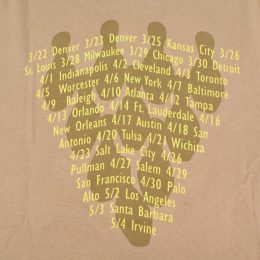 3/22 Denver 3/23 Denver 3/25 Kansas City 3/26
St. Louis 3/28 Milwaukee 3/29 Chicago 3/30 Detroit
4/1 Indianapolis 4/2 Cleveland 4/3 Toronto
4/5 Worcester 4/6 New York 4/7 Baltimore
4/9 Raleigh 4/10 Atlanta 4/12 Tampa
4/13 Orlando 4/14 Ft. Lauderdale 4/16
New Orleans 4/17 Austin 4/18 San
Antonio 4/20 Tulsa 4/21 Wichita
4/23 Salt Lake City 4/26
Pullman 4/27 Salem 4/29
San Francisco 4/30 Palo
Alto 5/2 Los Angeles
5/3 Santa Barbara
5/4 Irvine